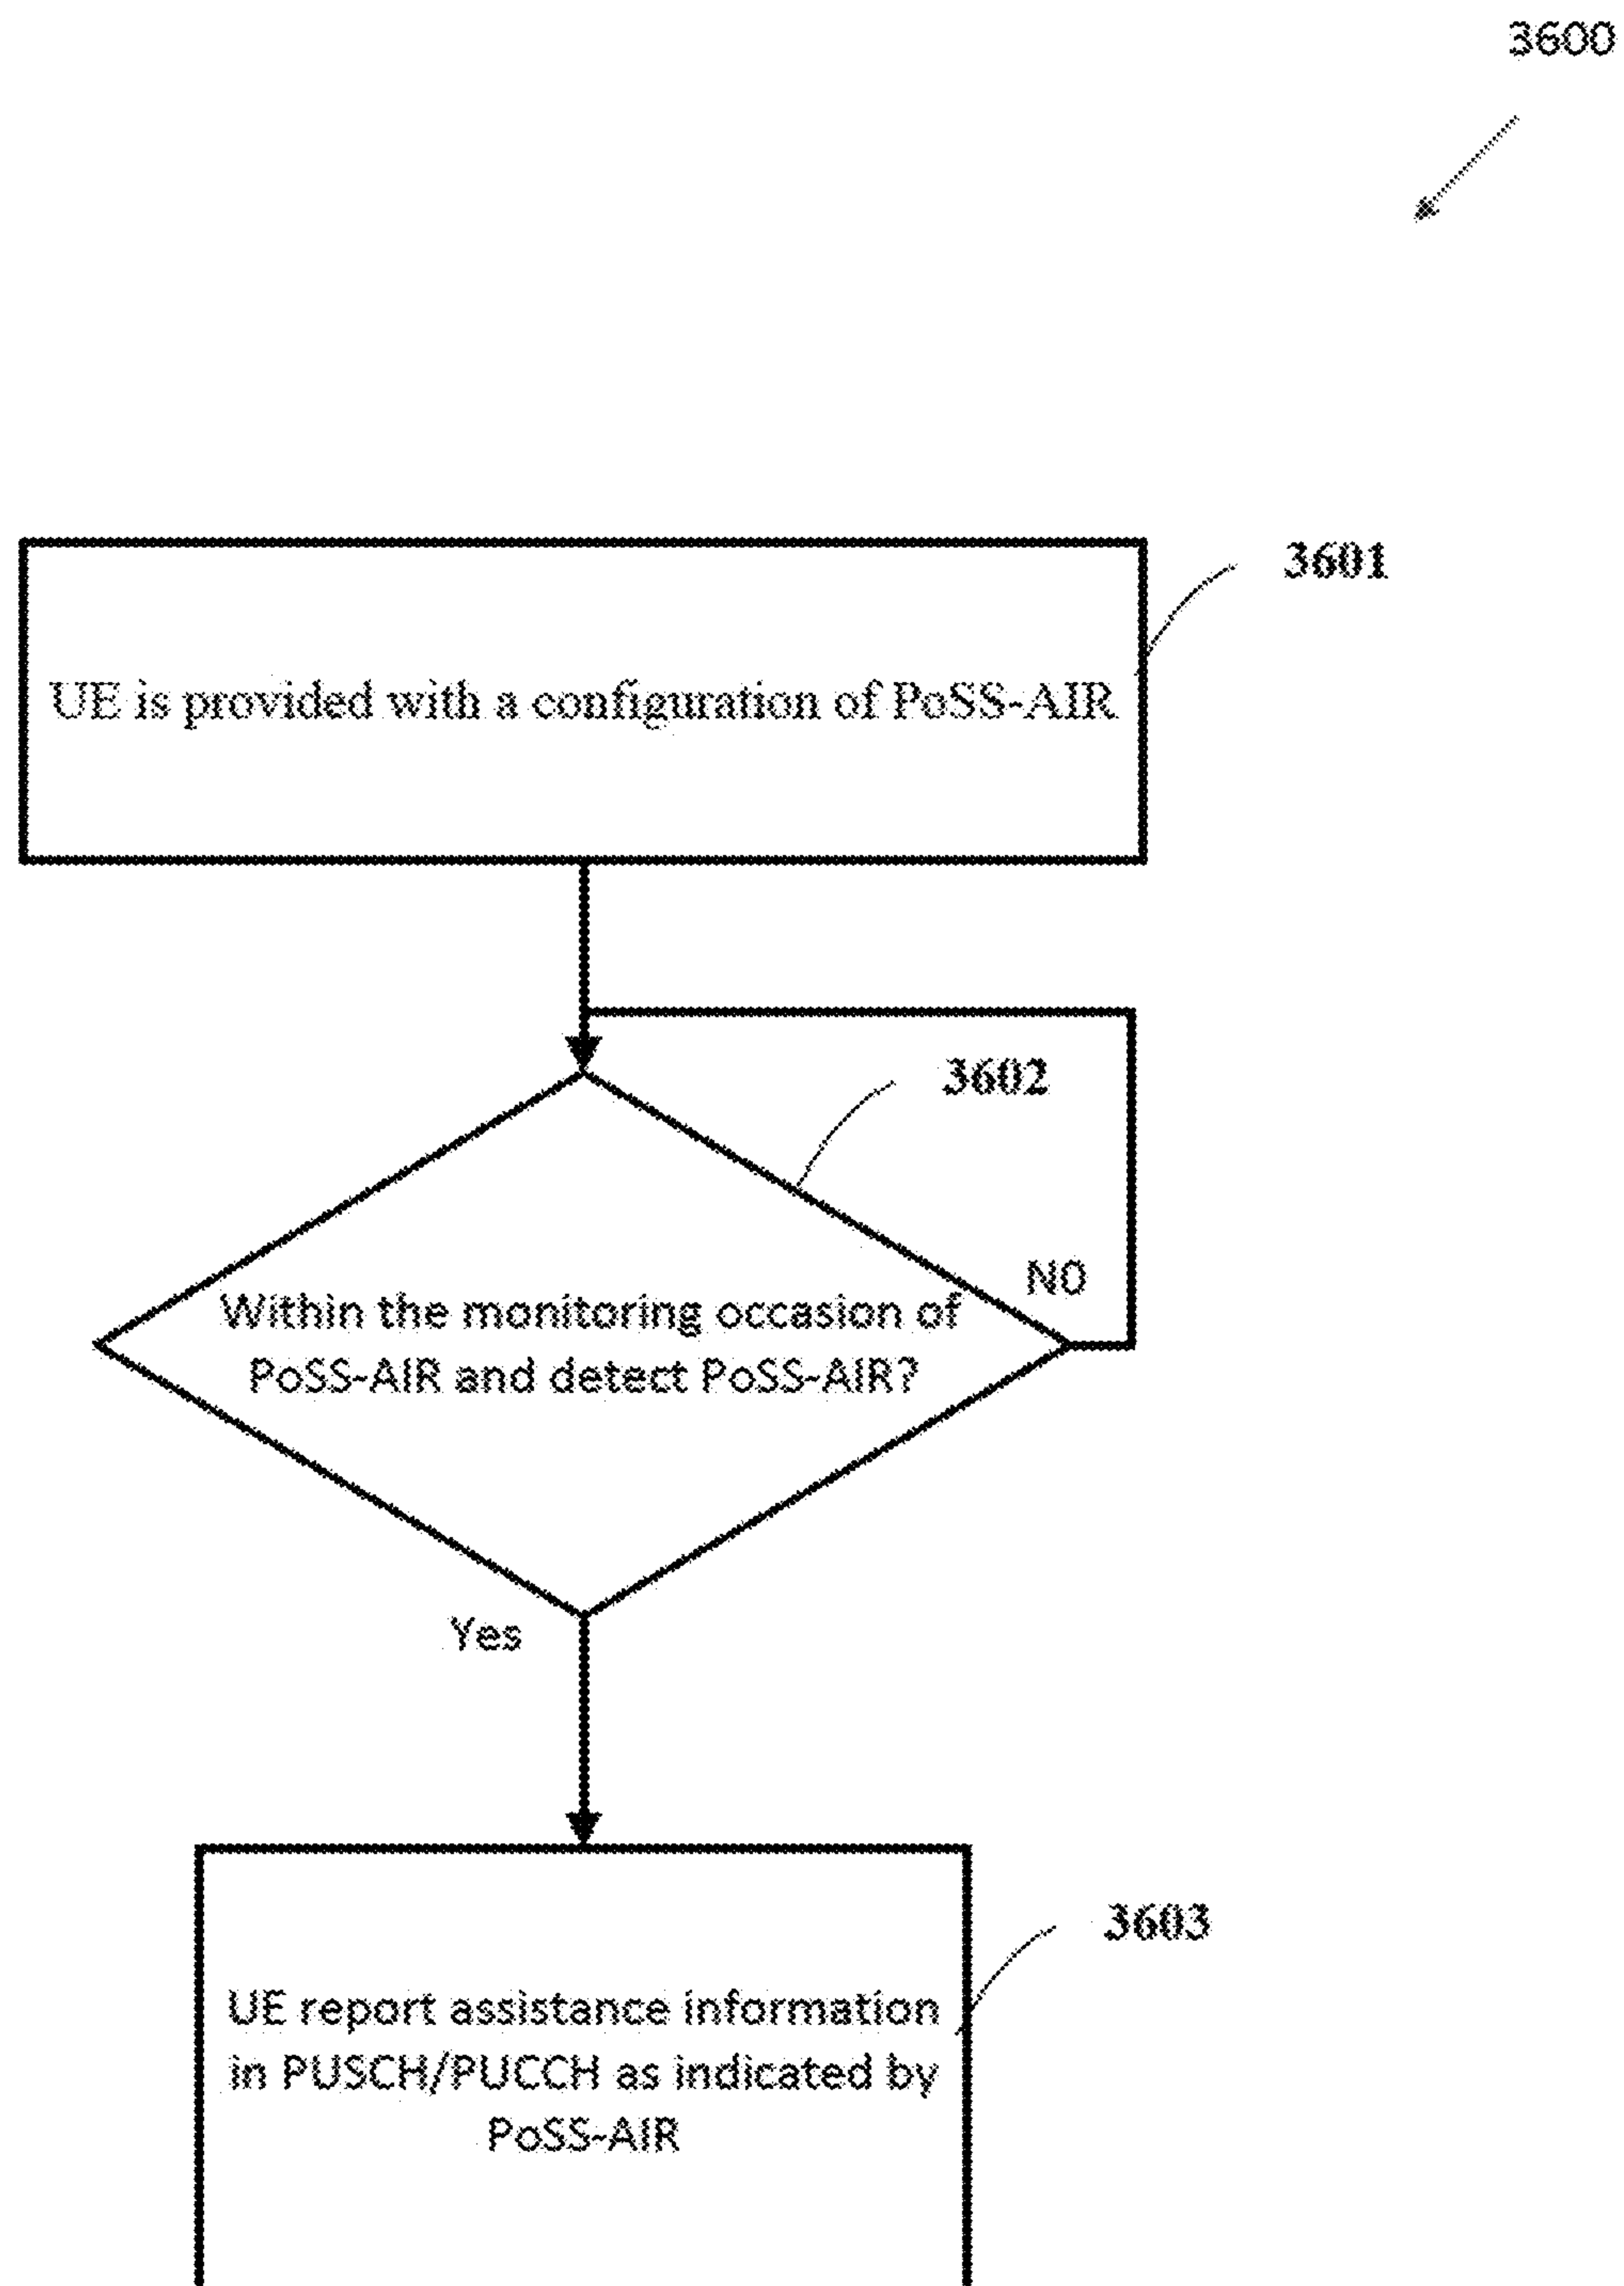 3600
3601
UE is provided with a configuration of PoSS-AIR
3602
NO
Within the monitoring occasion of
PoSS-AIR and detect PoSS-AIR?
Yes
3603
UE report assistance information
in PUSCH/PUCCH as indicated by
PoSS-AIR